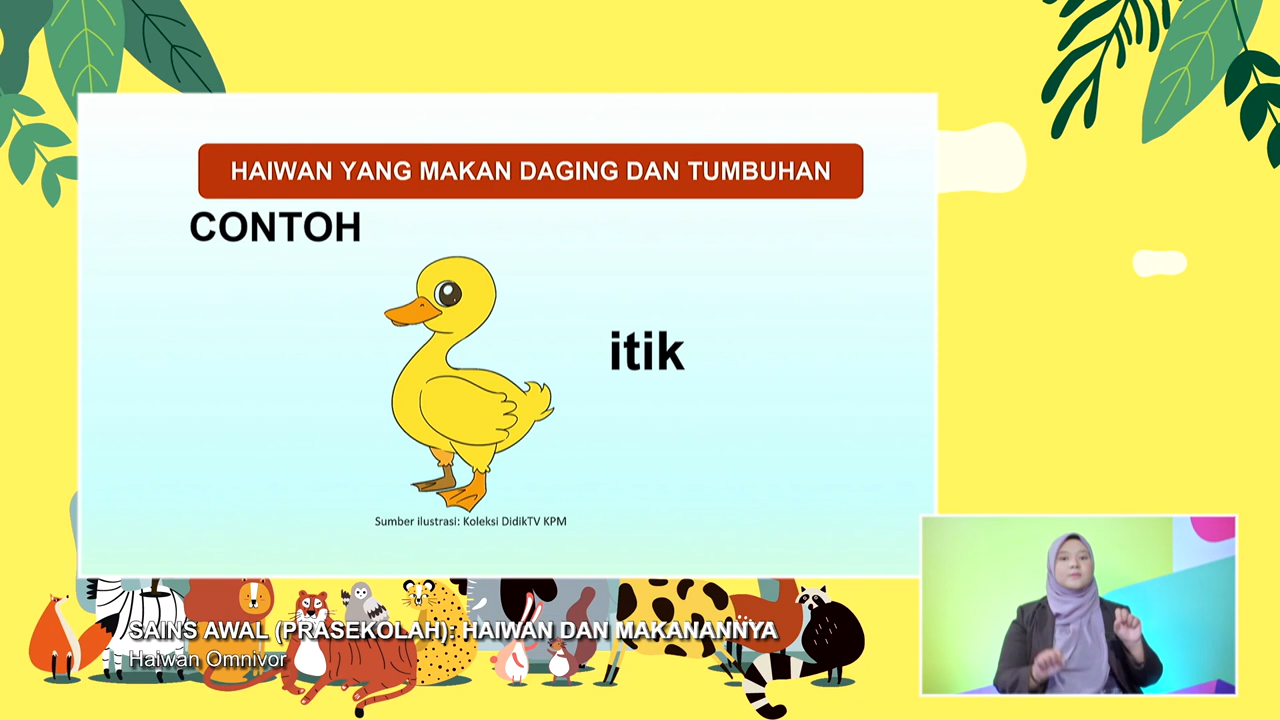 HAIWAN YANG MAKAN DAGING DAN TUMBUHAN
CONTOH
itik
Sumber ilustrasi: Koleksi DidikTV KPM
SAINS AWAL (PRASEKOLAH): HAIWAN DAN MAKANANNYA
Haiwan Omnivor